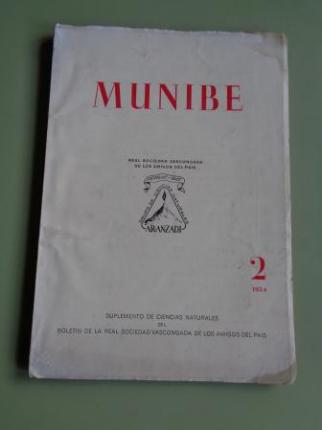 MUNIBE
REAL SOCIEDAD VASCONGADA
DE LOS AMIGOS DEL PAIS
ARANZADI
2
1954
SUPLEMENTO DE CIENCIAS NATURALES
DEL
BOLETIN DE LA REAL SOCIEDAD VASCONGADA DE LOS AMIGOS DEL PAIS